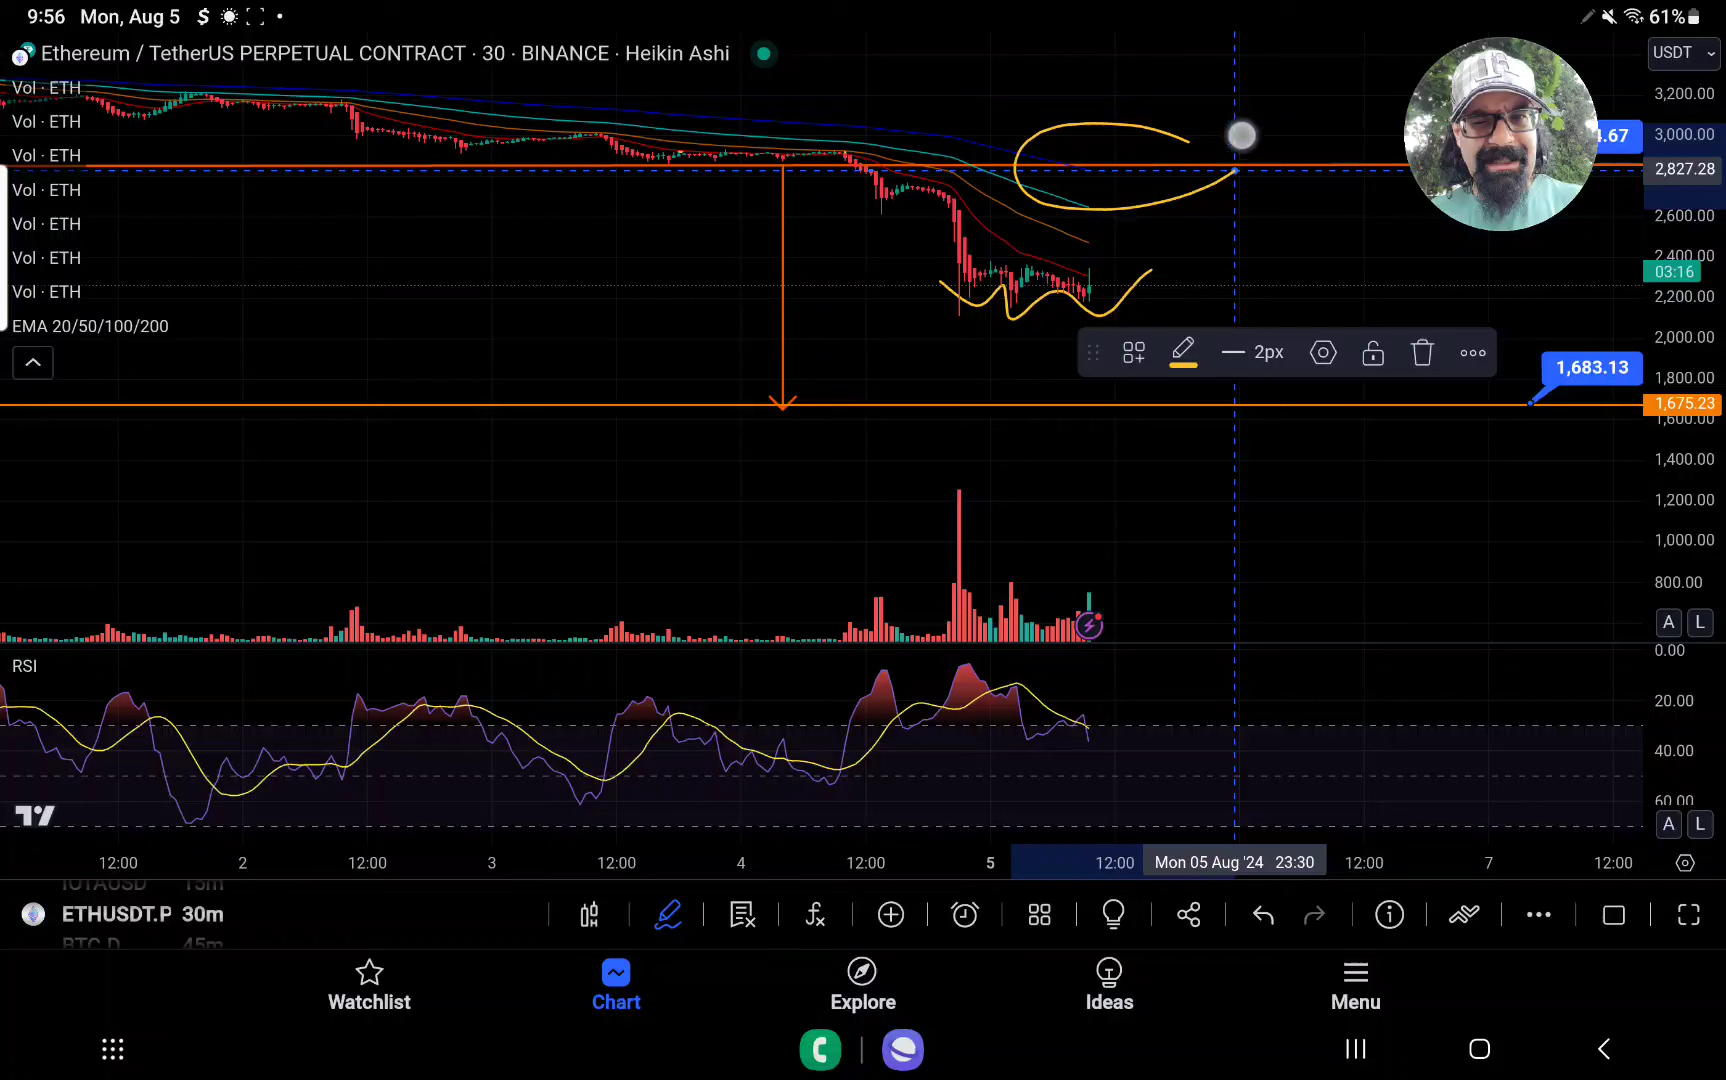 9:56 Mon, Aug 5 $ 61%
Ethereum / TetherUS PERPETUAL CONTRACT · 30 · BINANCE · Heikin Ashi
USDT
Vol · ETH
Vol · ETH
Vol · ETH
Vol · ETH
Vol · ETH
Vol · ETH
Vol · ETH
EMA 20/50/100/200
3,200.00
.67
3,000.00
2,827.28
2,600.00
2,400.00
03:16
2,200.00
2,000.00
1,800.00
2px
1,683.13
1,675.23
1,600.00
1,400.00
1,200.00
1,000.00
800.00
A L
0.00
RSI
20.00
40.00
60.00
A L
12:00 2 12:00 3 12:00 4 12:00 5 12:00 Mon 05 Aug '24 23:30 12:00 7 12:00
IOTAUSD 15m
ETHUSDT.P 30m
BTC.D 45m
Watchlist
Chart
Explore
Ideas
Menu